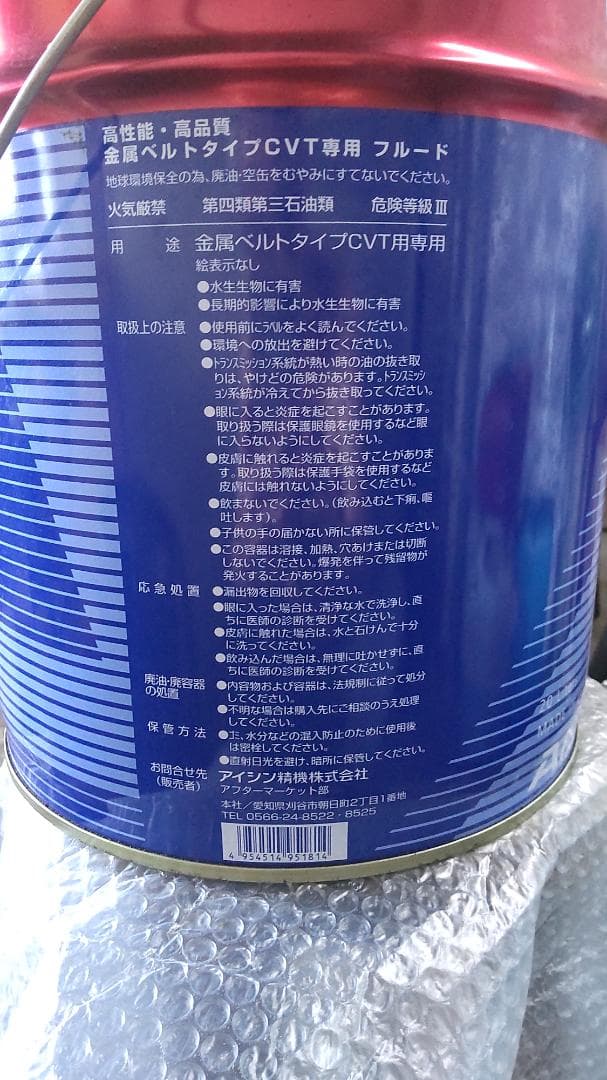 高性能・高品質
金属ベルトタイプCVT専用 フルード
地球環境保全の為、廃油・空缶をむやみにすてないでください。
火気厳禁 第四類第三石油類 危険等級Ⅲ
用途 金属ベルトタイプCVT用専用
絵表示なし
●水生生物に有害
●長期的影響により水生生物に有害
取扱上の注意 ●使用前にラベルをよく読んでください。
●環境への放出を避けてください。
●トランスミッション系統が熱い時の油の抜き取
りは、やけどの危険があります。トランスミッシ
ョン系統が冷えてから抜き取ってください。
●眼に入ると炎症を起こすことがあります。
取り扱う際は保護眼鏡を使用するなど眼
に入らないようにしてください。
●皮膚に触れると炎症を起こすことがありま
す。取り扱う際は保護手袋を使用するなど
皮膚には触れないようにしてください。
●飲まないでください。(飲み込むと下痢、嘔
吐します)。
●子供の手の届かない所に保管してください。
●この容器は溶接、加熱、穴あけまたは切断
しないでください。爆発を伴って残留物が
発火することがあります。
応急処置 ●漏出物を回収してください。
●眼に入った場合は、清浄な水で洗浄し、直
ちに医師の診断を受けてください。
●皮膚に触れた場合は、水と石けんで十分
に洗ってください。
●飲み込んだ場合は、無理に吐かせずに、直
ちに医師の診断を受けてください。
廃油・廃容器
の処置 ●内容物および容器は、法規制に従って処分
してください。
●不明な場合は購入先にご相談のうえ処理
してください。
保管方法 ●ゴミ、水分などの混入防止のために使用後
は密栓してください。
●直射日光を避け、暗所に保管してください。
お問合せ先
(販売者) アイシン精機株式会社
アフターマーケット部
本社/愛知県刈谷市朝日町2丁目1番地
TEL 0566-24-8522・8525
4 954514 951814
20